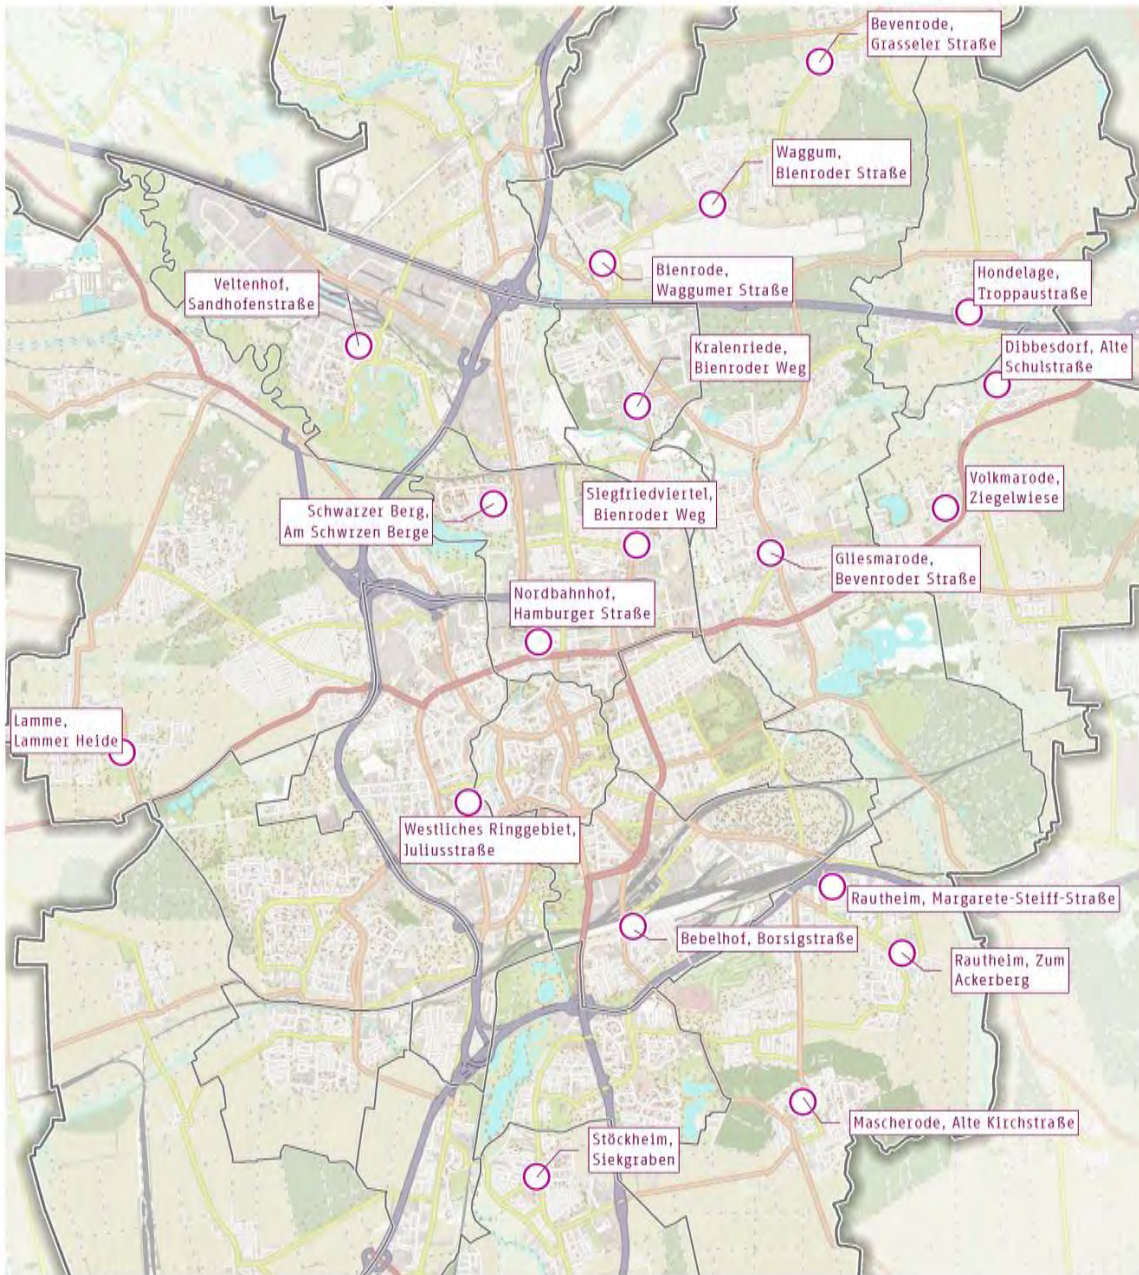 Bevenrode,
Grasseler Straße
Waggum,
Bienroder Straße
Bienrode,
Waggumer Straße
Veltenhof,
Sandhofenstraße
Hondelage,
Troppaustraße
Dibbesdorf, Alte
Schulstraße
Kralenriede,
Bienroder Weg
Volkmarode,
Ziegelwiese
Siegfriedviertel,
Bienroder Weg
Schwarzer Berg,
Am Schwrzen Berge
Gliesmarode,
Bevenroder Straße
Nordbahnhof,
Hamburger Straße
Lamme,
Lammer Heide
Westliches Ringgebiet,
Juliusstraße
Rautheim, Margarete-Steiff-Straße
Bebelhof, Borsigstraße
Rautheim, Zum
Ackerberg
Mascherode, Alte Kirchstraße
Stöckheim,
Siekgraben